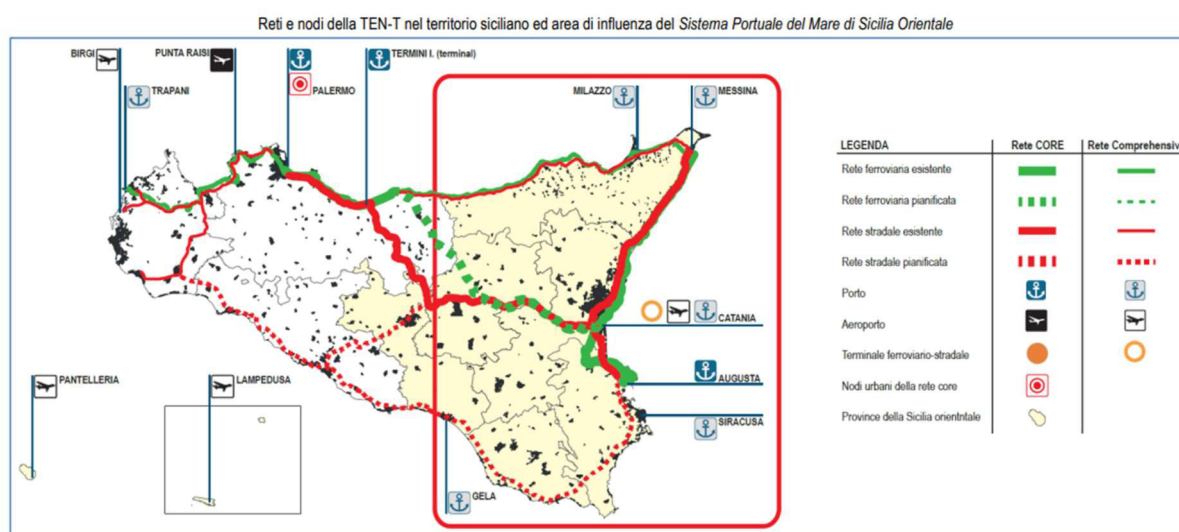 Reti e nodi della TEN-T nel territorio siciliano ed area di influenza del Sistema Portuale del Mare di Sicilia Orientale
BIRGI
PUNTA RAISI
TERMINI I. (terminal)
TRAPANI
PALERMO
MILAZZO
MESSINA
CATANIA
AUGUSTA
SIRACUSA
PANTELLERIA
LAMPEDUSA
GELA
LEGENDA Rete CORE Rete Comprehensiv
Rete ferroviaria esistente
Rete ferroviaria pianificata
Rete stradale esistente
Rete stradale pianificata
Porto
Aeroporto
Terminale ferroviario-stradale
Nodi urbani della rete core
Province della Sicilia orientntale